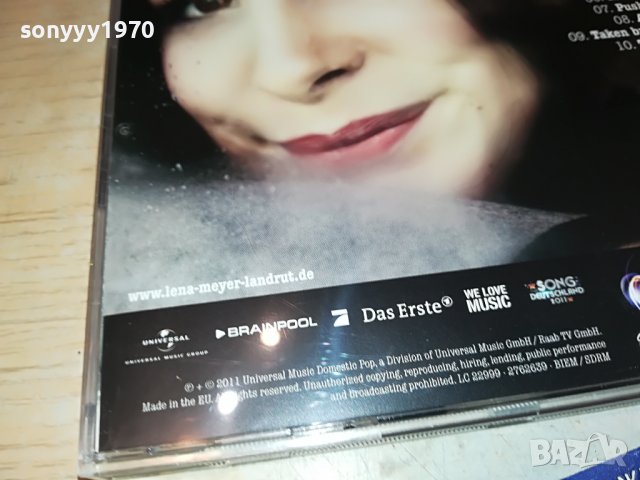 sonyyy1970
07. Push
08.
09. Taken b
10.
www.lena-meyer-landrut.de
UNIVERSAL
UNIVERSAL MUSIC GROUP
BRAINPOOL
7
Das Erste
WE LOVE
MUSIC
SONG
DEUTSCHLAND
2011
℗ + © 2011 Universal Music Domestic Pop, a Division of Universal Music GmbH / Raab TV GmbH.
Made in the EU. All rights reserved. Unauthorized copying, reproducing, hiring, lending, public performance
and broadcasting prohibited. LC 22999 · 2762639 · BIEM / SDRM
BAZAR